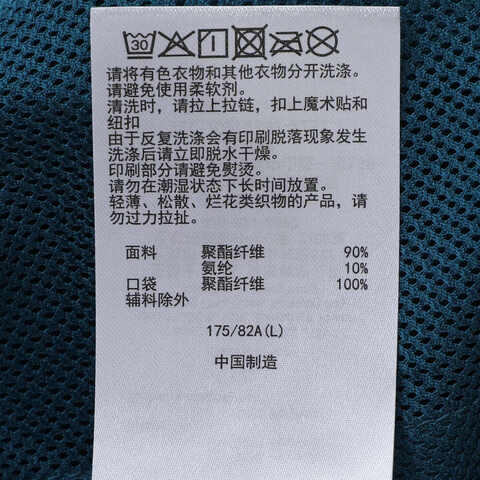 30
请将有色衣物和其他衣物分开洗涤。
请避免使用柔软剂。
清洗时，请拉上拉链，扣上魔术贴和
纽扣
由于反复洗涤会有印刷脱落现象发生
洗涤后请立即脱水干燥。
印刷部分请避免熨烫。
请勿在潮湿状态下长时间放置。
轻薄、松散、烂花类织物的产品，请
勿过力拉扯。
面料 聚酯纤维 90%
氨纶 10%
口袋 聚酯纤维 100%
辅料除外
175/82A(L)
中国制造